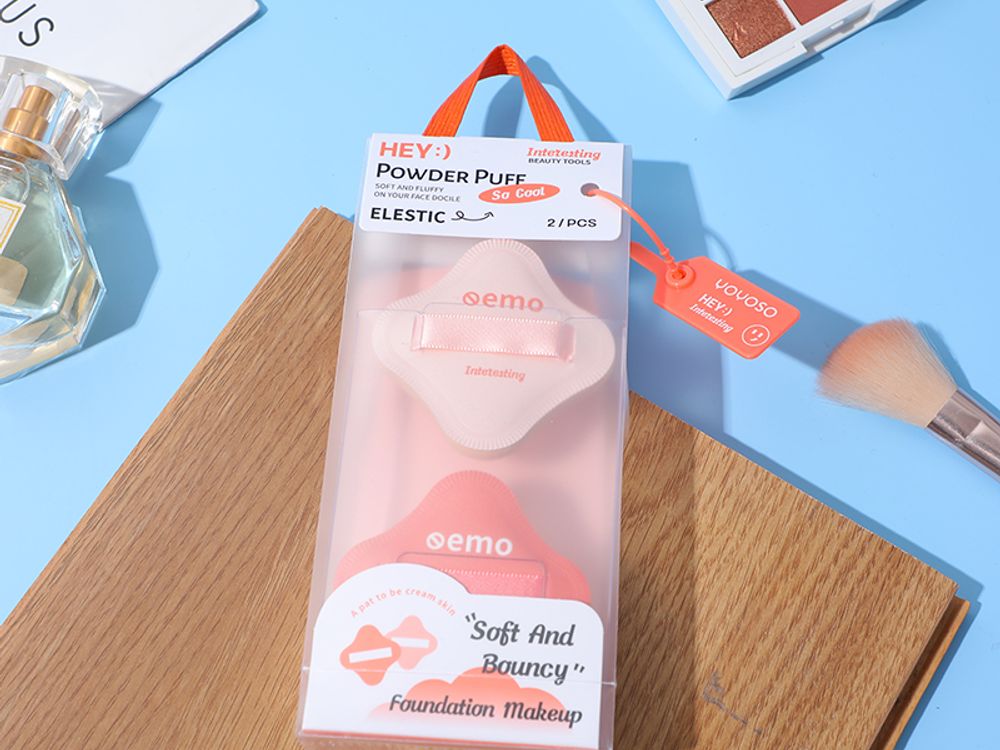 US
HEY:)
Interesting
BEAUTY TOOLS
POWDER PUFF
SOFT AND FLUFFY
ON YOUR FACE DOCILE
So Cool
ELESTIC
2/PCS
YOYOSO
HEY:)
Interesting
oemo
Interesting
oemo
A pat to be cream skin
"Soft And
Bouncy"
Foundation Makeup